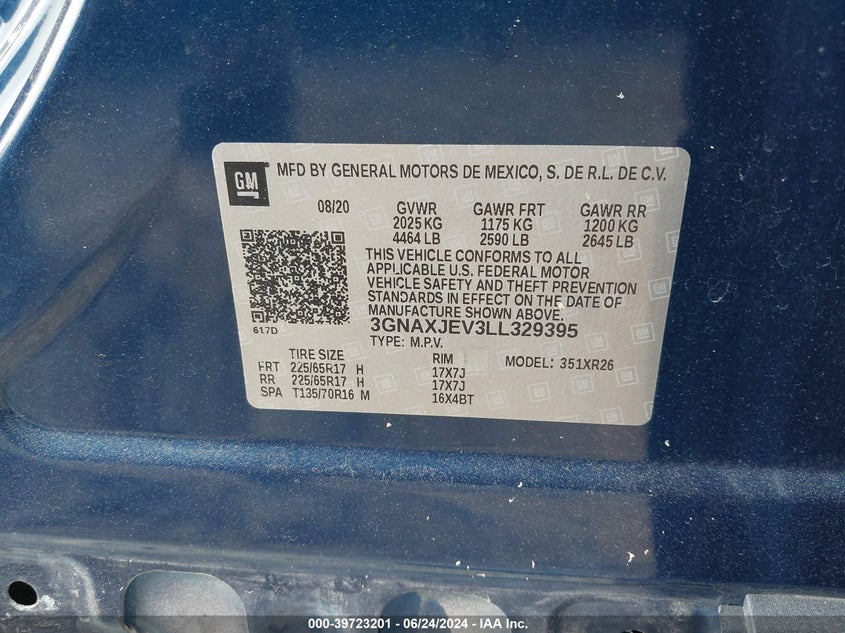 GM
MFD BY GENERAL MOTORS DE MEXICO, S. DE R.L. DE C.V.
08/20 GVWR GAWR FRT GAWR RR
2025 KG 1175 KG 1200 KG
4464 LB 2590 LB 2645 LB
THIS VEHICLE CONFORMS TO ALL
APPLICABLE U.S. FEDERAL MOTOR
VEHICLE SAFETY AND THEFT PREVENTION
STANDARDS IN EFFECT ON THE DATE OF
MANUFACTURE SHOWN ABOVE.
617D
3GNAXJEV3LL329395
TYPE: M.P.V.
TIRE SIZE RIM MODEL: 351XR26
FRT 225/65R17 H 17X7J
RR 225/65R17 H 17X7J
SPA T135/70R16 M 16X4BT
000-39723201 - 06/24/2024 - IAA Inc.